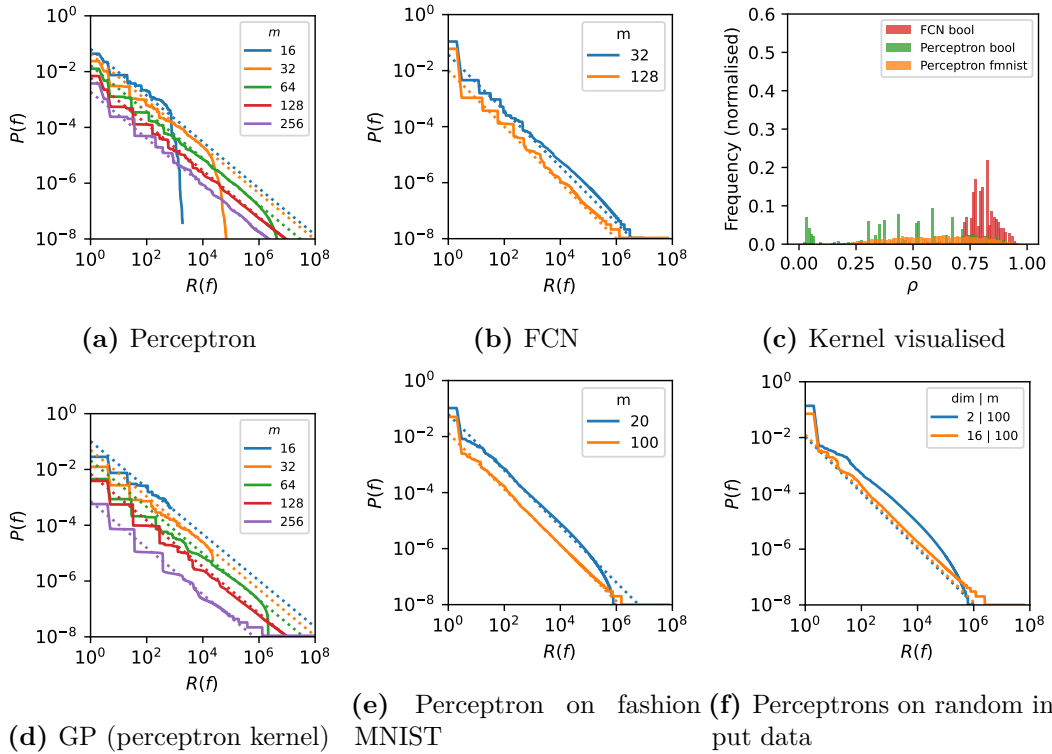 10^0
10^-2
10^-4
10^-6
10^-8
P(f)
m
16
32
64
128
256
10^0 10^2 10^4 10^6 10^8
R(f)
(a) Perceptron
10^0
10^-2
10^-4
10^-6
10^-8
P(f)
m
32
128
10^0 10^2 10^4 10^6 10^8
R(f)
(b) FCN
0.6
0.5
0.4
0.3
0.2
0.1
0.0
Frequency (normalised)
FCN bool
Perceptron bool
Perceptron fmnist
0.00 0.25 0.50 0.75 1.00
ρ
(c) Kernel visualised
10^0
10^-2
10^-4
10^-6
10^-8
P(f)
m
16
32
64
128
256
10^0 10^2 10^4 10^6 10^8
R(f)
(d) GP (perceptron kernel)
10^0
10^-2
10^-4
10^-6
10^-8
P(f)
m
20
100
10^0 10^2 10^4 10^6 10^8
R(f)
(e) Perceptron on fashion
MNIST
10^0
10^-2
10^-4
10^-6
10^-8
P(f)
dim | m
2 | 100
16 | 100
10^0 10^2 10^4 10^6 10^8
R(f)
(f) Perceptrons on random in
put data